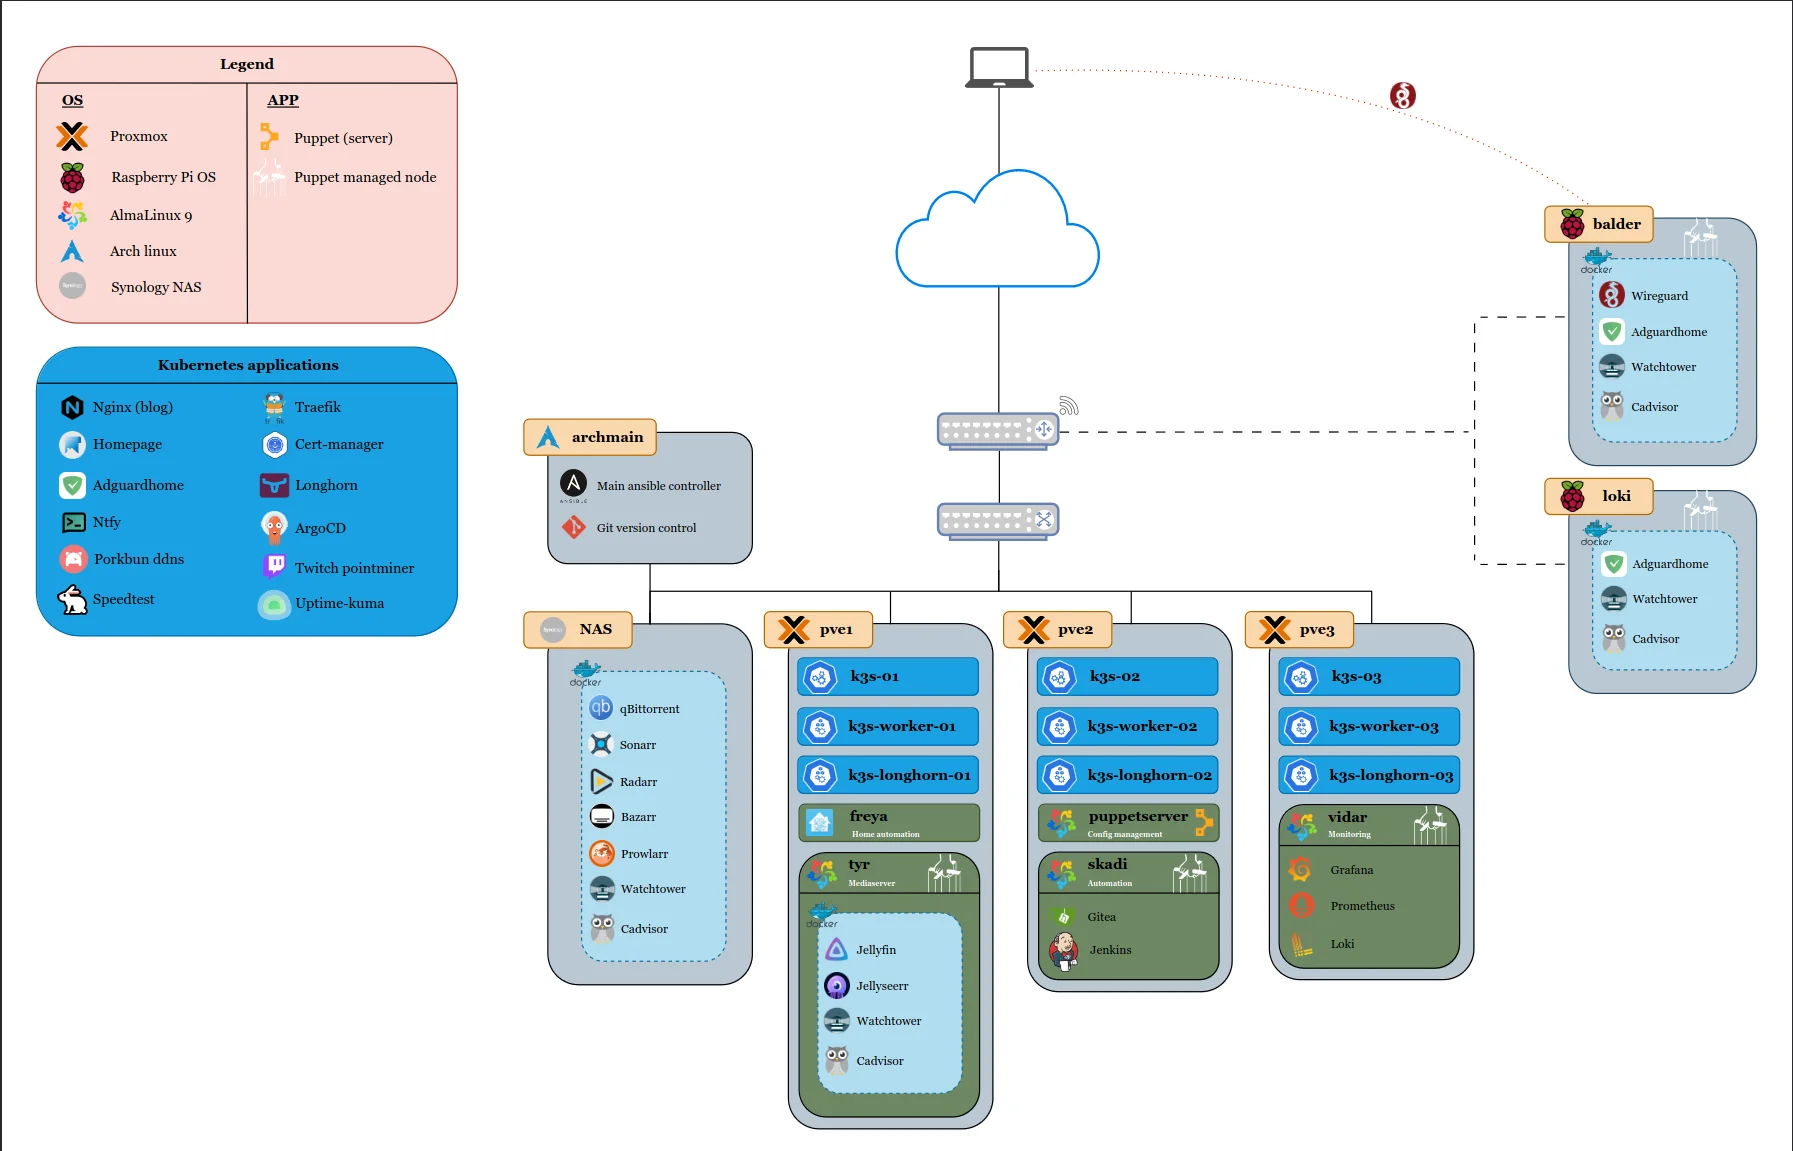 Legend
OS
Proxmox
Raspberry Pi OS
AlmaLinux 9
Arch linux
Synology NAS
APP
Puppet (server)
Puppet managed node
Kubernetes applications
Nginx (blog)
Homepage
Adguardhome
Ntfy
Porkbun ddns
Speedtest
Traefik
Cert-manager
Longhorn
ArgoCD
Twitch pointminer
Uptime-kuma
balder
docker
Wireguard
Adguardhome
Watchtower
Cadvisor
loki
docker
Adguardhome
Watchtower
Cadvisor
archmain
ANSIBLE
Main ansible controller
Git version control
NAS
docker
qb
qBittorrent
Sonarr
Radarr
Bazarr
Prowlarr
Watchtower
Cadvisor
pve1
k3s-01
k3s-worker-01
k3s-longhorn-01
freya
Home automation
tyr
Mediaserver
docker
Jellyfin
Jellyseerr
Watchtower
Cadvisor
pve2
k3s-02
k3s-worker-02
k3s-longhorn-02
puppetserver
Config management
skadi
Automation
Gitea
Jenkins
pve3
k3s-03
k3s-worker-03
k3s-longhorn-03
vidar
Monitoring
Grafana
Prometheus
Loki